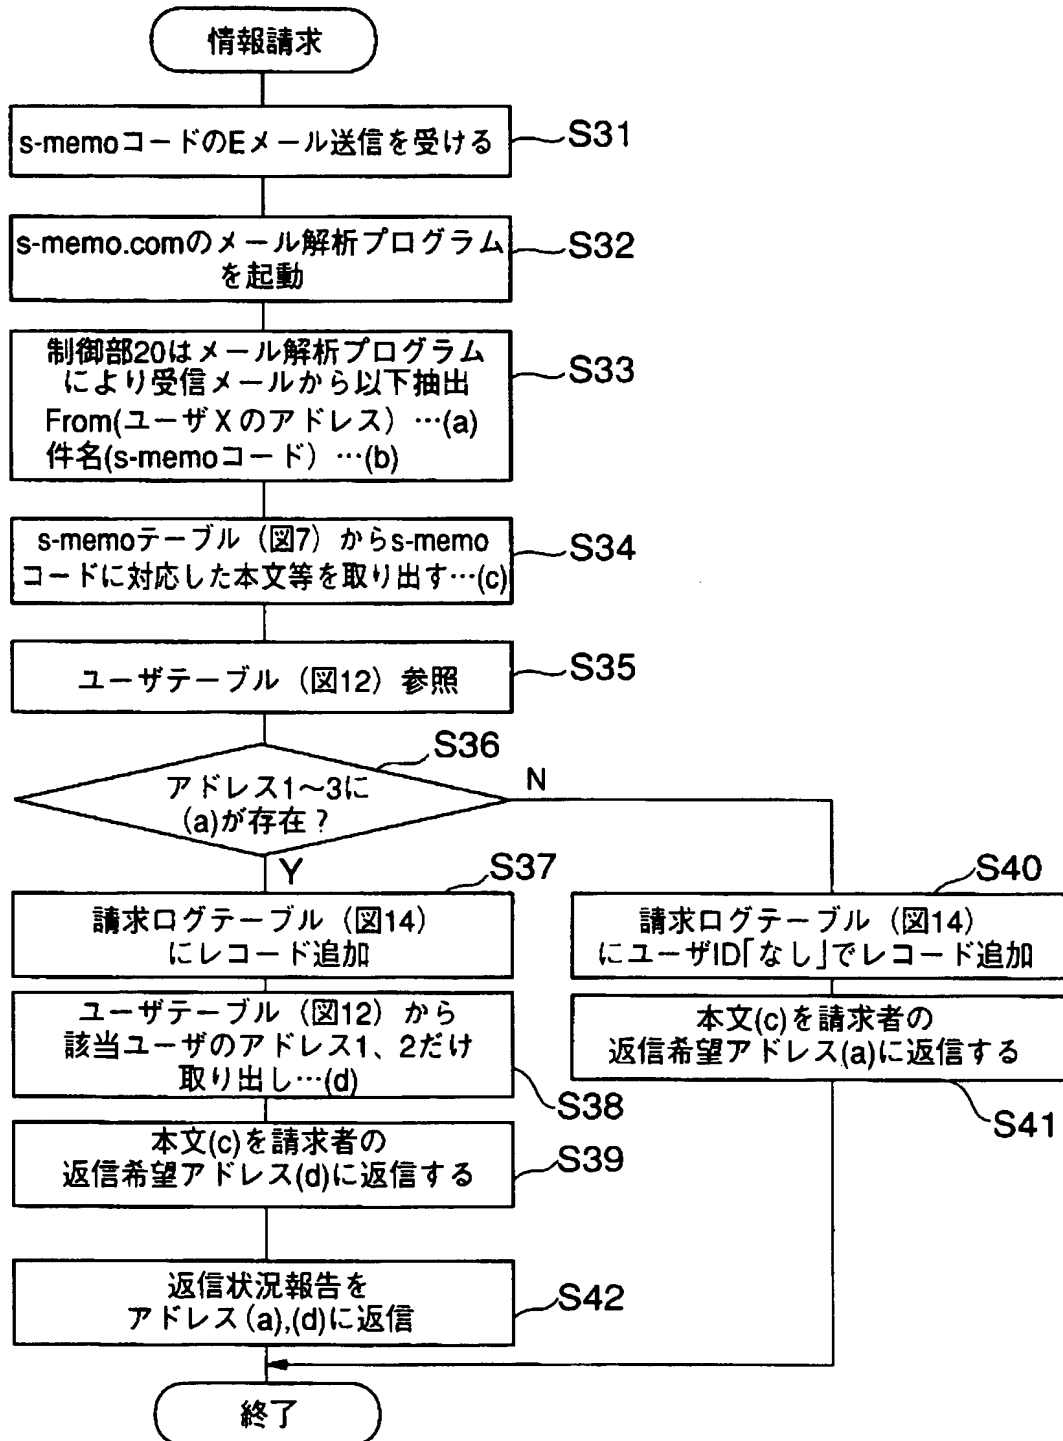 情報請求
s-memoコードのEメール送信を受ける
S31
s-memo.comのメール解析プログラム
を起動
S32
制御部20はメール解析プログラム
により受信メールから以下抽出
From(ユーザXのアドレス) …(a)
件名(s-memoコード) …(b)
S33
s-memoテーブル（図7）からs-memo
コードに対応した本文等を取り出す…(c)
S34
ユーザテーブル（図12）参照
S35
アドレス1～3に
(a)が存在？
S36
N
Y
請求ログテーブル（図14）
にレコード追加
S37
請求ログテーブル（図14）
にユーザID「なし」でレコード追加
S40
ユーザテーブル（図12）から
該当ユーザのアドレス1、2だけ
取り出し…(d)
S38
本文(c)を請求者の
返信希望アドレス(a)に返信する
S41
本文(c)を請求者の
返信希望アドレス(d)に返信する
S39
返信状況報告を
アドレス(a),(d)に返信
S42
終了